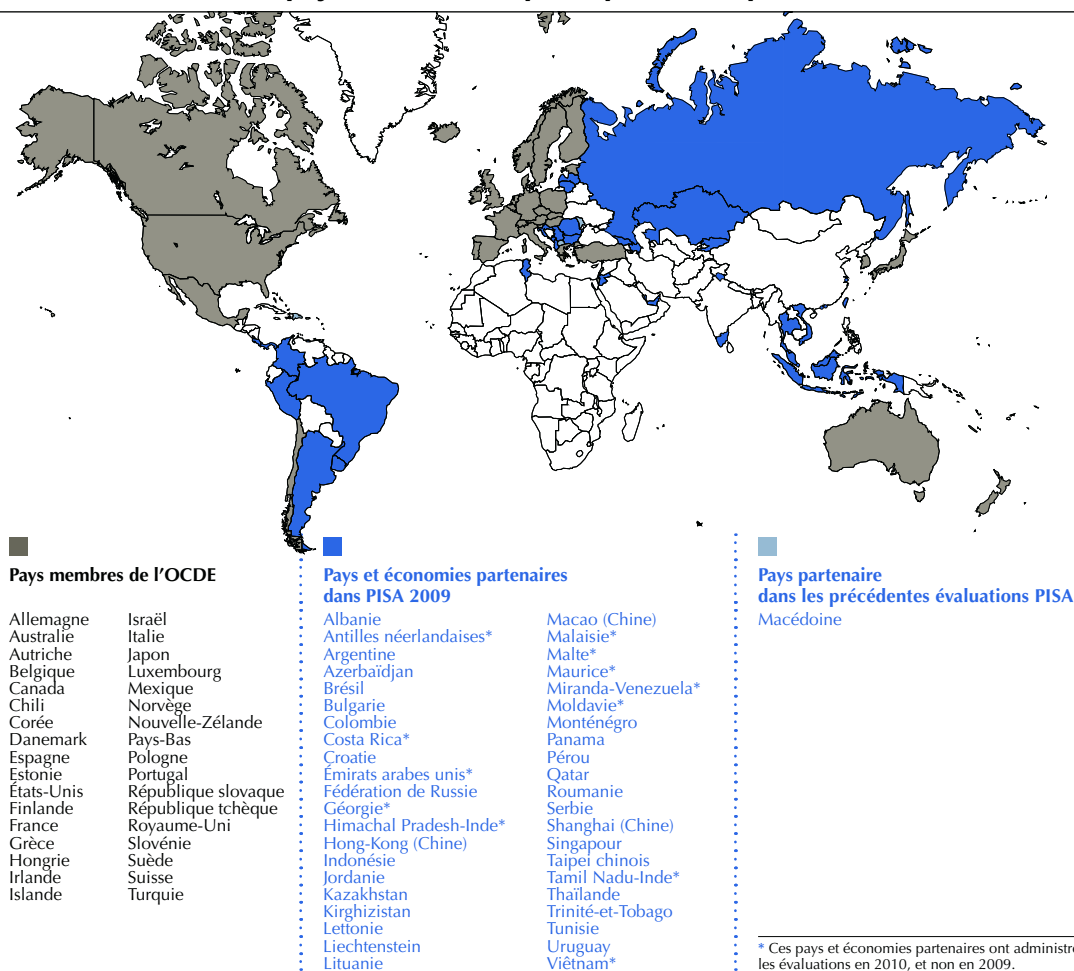 Pays membres de l'OCDE
Allemagne
Australie
Autriche
Belgique
Canada
Chili
Corée
Danemark
Espagne
Estonie
États-Unis
Finlande
France
Grèce
Hongrie
Irlande
Islande
Israël
Italie
Japon
Luxembourg
Mexique
Norvège
Nouvelle-Zélande
Pays-Bas
Pologne
Portugal
République slovaque
République tchèque
Royaume-Uni
Slovénie
Suède
Suisse
Turquie
Pays et économies partenaires
dans PISA 2009
Albanie
Antilles néerlandaises*
Argentine
Azerbaïdjan
Brésil
Bulgarie
Colombie
Costa Rica*
Croatie
Émirats arabes unis*
Fédération de Russie
Géorgie*
Himachal Pradesh-Inde*
Hong-Kong (Chine)
Indonésie
Jordanie
Kazakhstan
Kirghizistan
Lettonie
Liechtenstein
Lituanie
Macao (Chine)
Malaisie*
Malte*
Maurice*
Miranda-Venezuela*
Moldavie*
Monténégro
Panama
Pérou
Qatar
Roumanie
Serbie
Shanghai (Chine)
Singapour
Taipei chinois
Tamil Nadu-Inde*
Thaïlande
Trinité-et-Tobago
Tunisie
Uruguay
Viêtnam*
Pays partenaire
dans les précédentes évaluations PISA
Macédoine
* Ces pays et économies partenaires ont administr
les évaluations en 2010, et non en 2009.